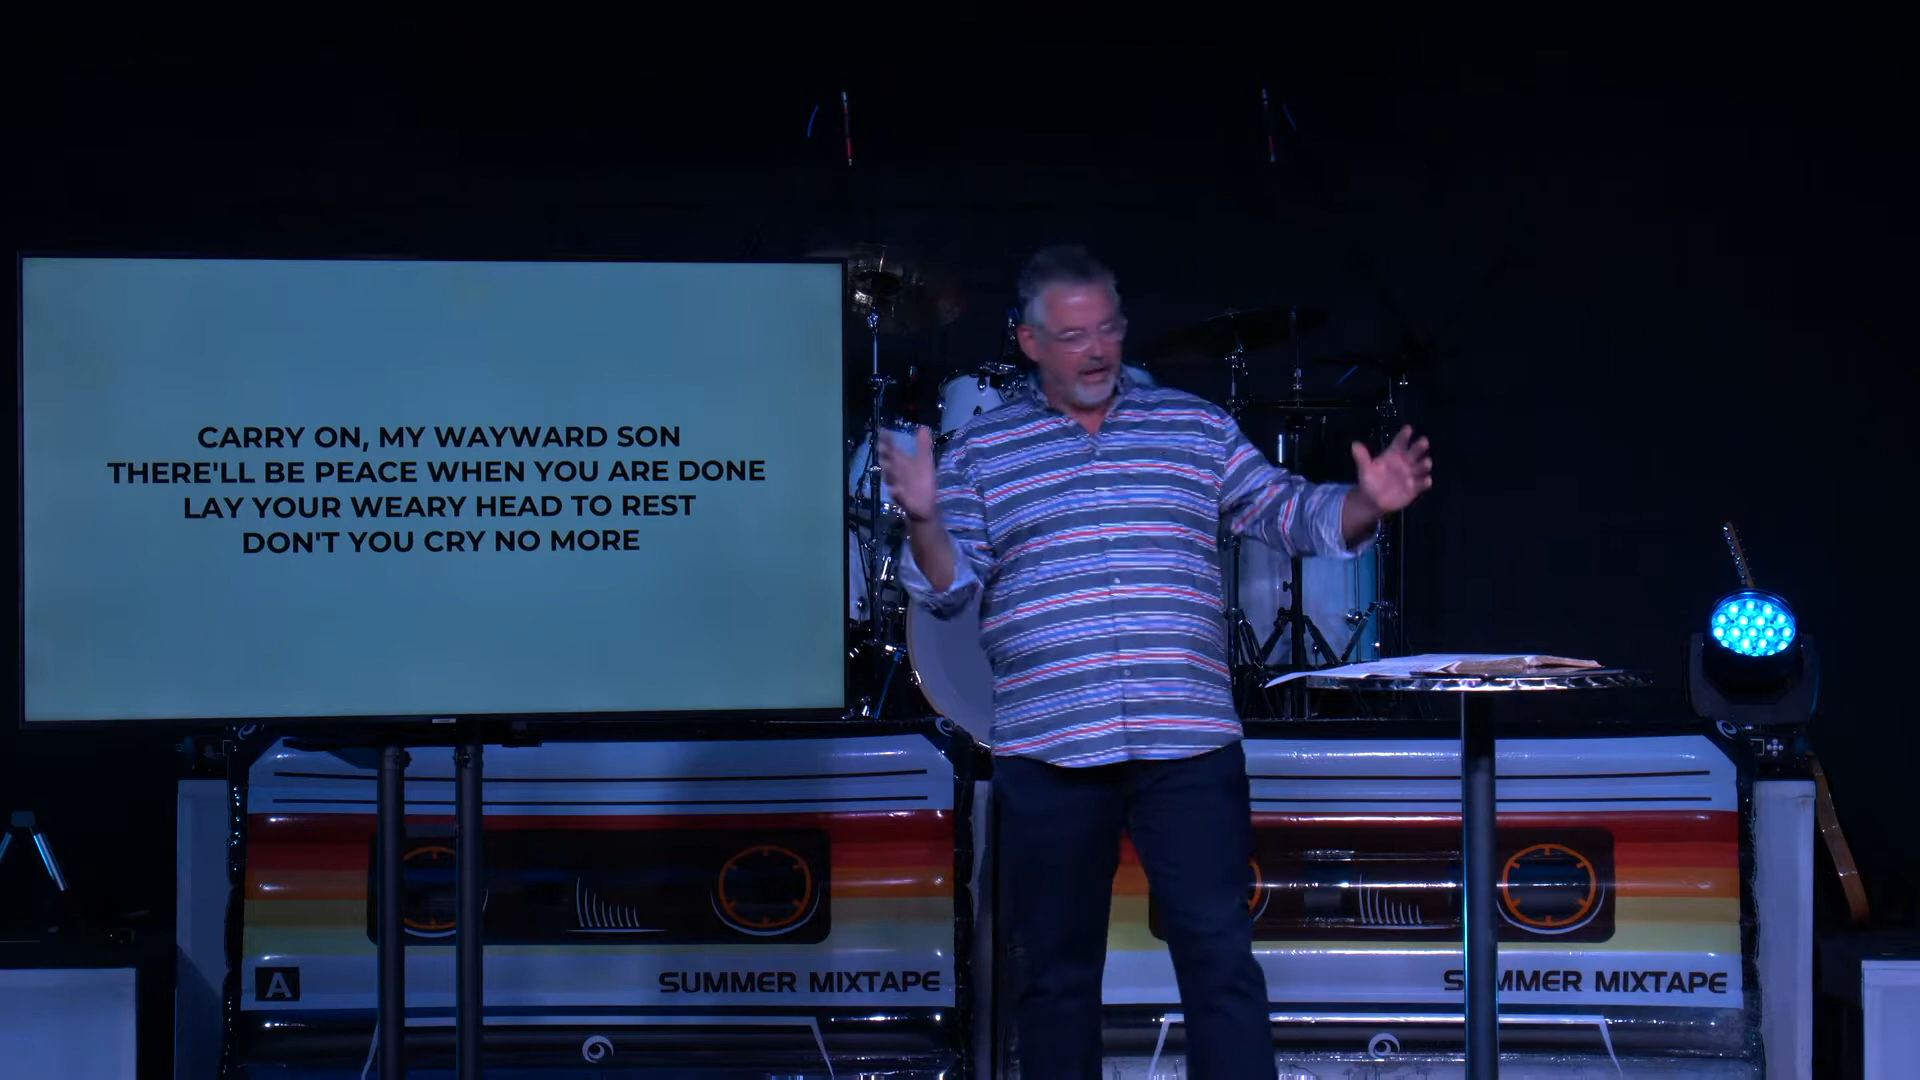 CARRY ON, MY WAYWARD SON
THERE'LL BE PEACE WHEN YOU ARE DONE
LAY YOUR WEARY HEAD TO REST
DON'T YOU CRY NO MORE
A
SUMMER MIXTAPE
SUMMER MIXTAPE